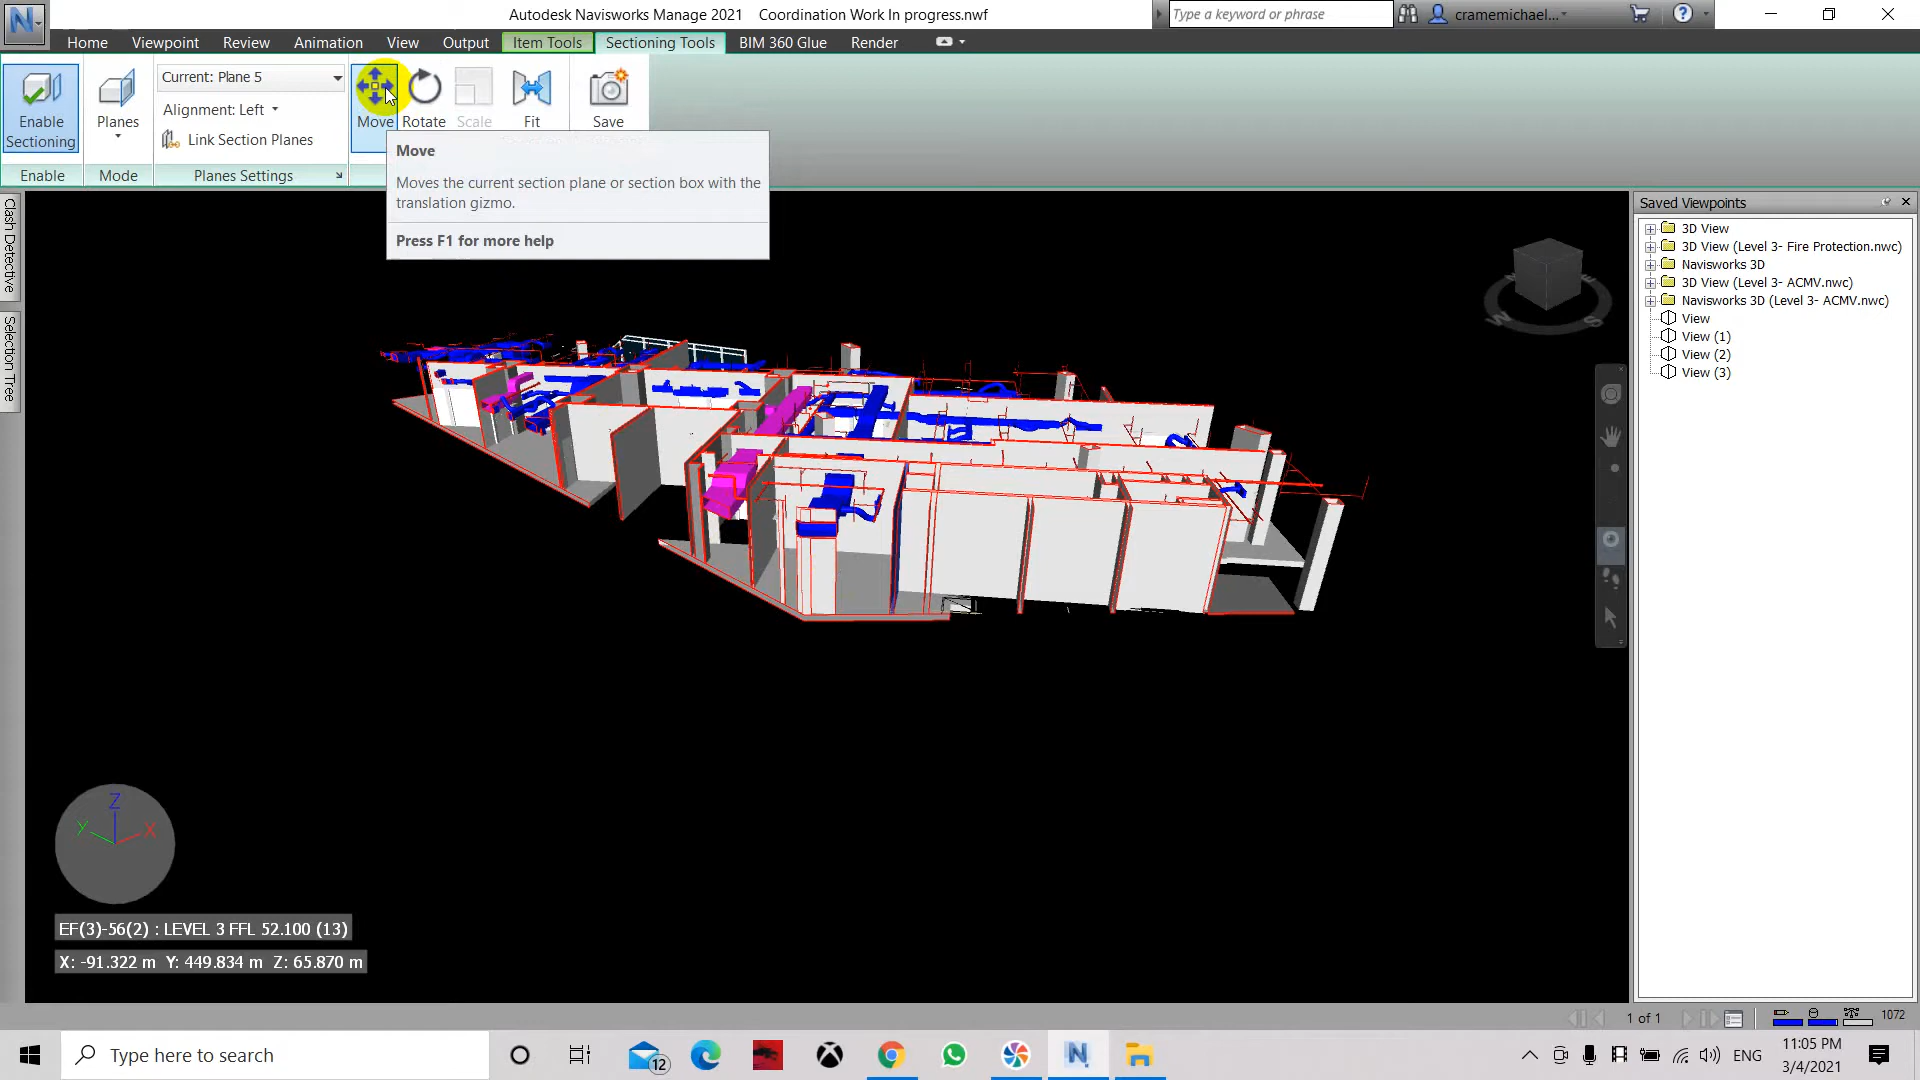 Autodesk Navisworks Manage 2021 Coordination Work In progress.nwf
Type a keyword or phrase
cramemichael...
Home Viewpoint Review Animation View Output Item Tools Sectioning Tools BIM 360 Glue Render
Enable Sectioning
Planes
Current: Plane 5
Alignment: Left
Link Section Planes
Move Rotate Scale Fit Save
Enable Mode Planes Settings
Move
Moves the current section plane or section box with the
translation gizmo.
Press F1 for more help
Clash Detective
Selection Tree
Saved Viewpoints
3D View
3D View (Level 3- Fire Protection.nwc)
Navisworks 3D
3D View (Level 3- ACMV.nwc)
Navisworks 3D (Level 3- ACMV.nwc)
View
View (1)
View (2)
View (3)
W S
Z
Y X
EF(3)-56(2) : LEVEL 3 FFL 52.100 (13)
X: -91.322 m Y: 449.834 m Z: 65.870 m
1 of 1
1072
Type here to search
12
ENG
11:05 PM
3/4/2021